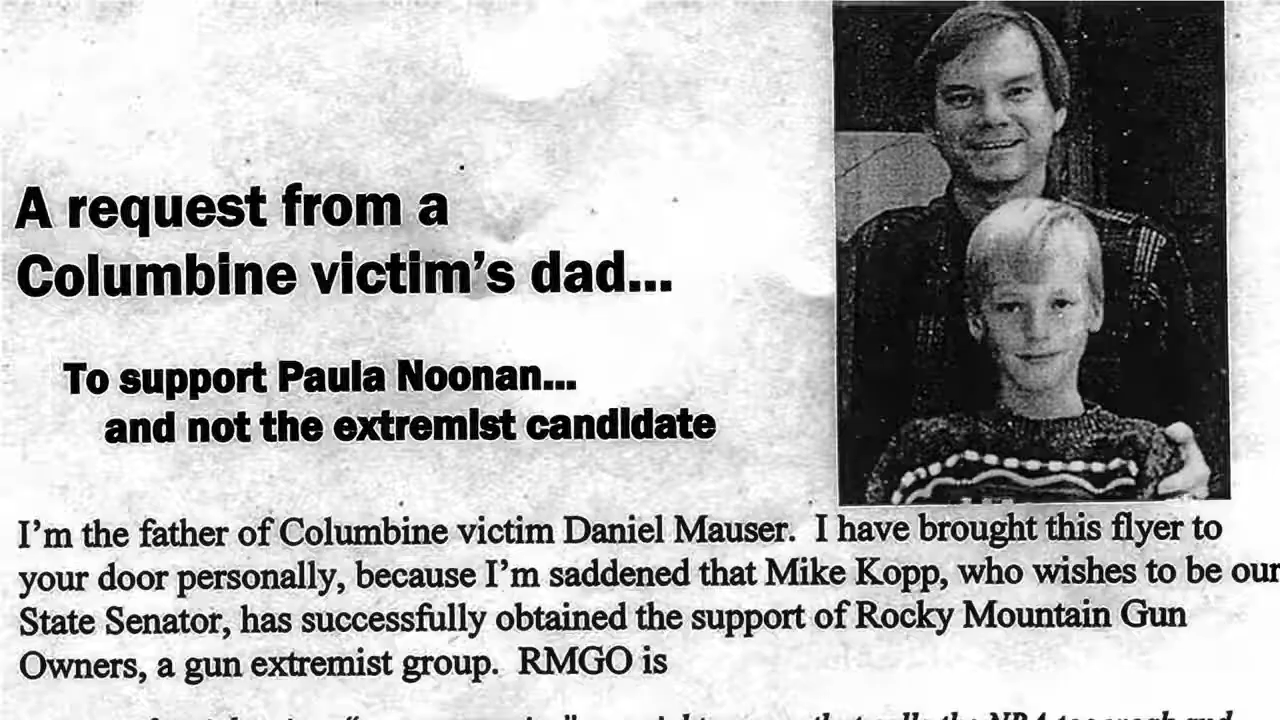 A request from a
Columbine victim's dad...
To support Paula Noonan...
and not the extremist candidate
I'm the father of Columbine victim Daniel Mauser. I have brought this flyer to
your door personally, because I'm saddened that Mike Kopp, who wishes to be our
State Senator, has successfully obtained the support of Rocky Mountain Gun
Owners, a gun extremist group. RMGO is